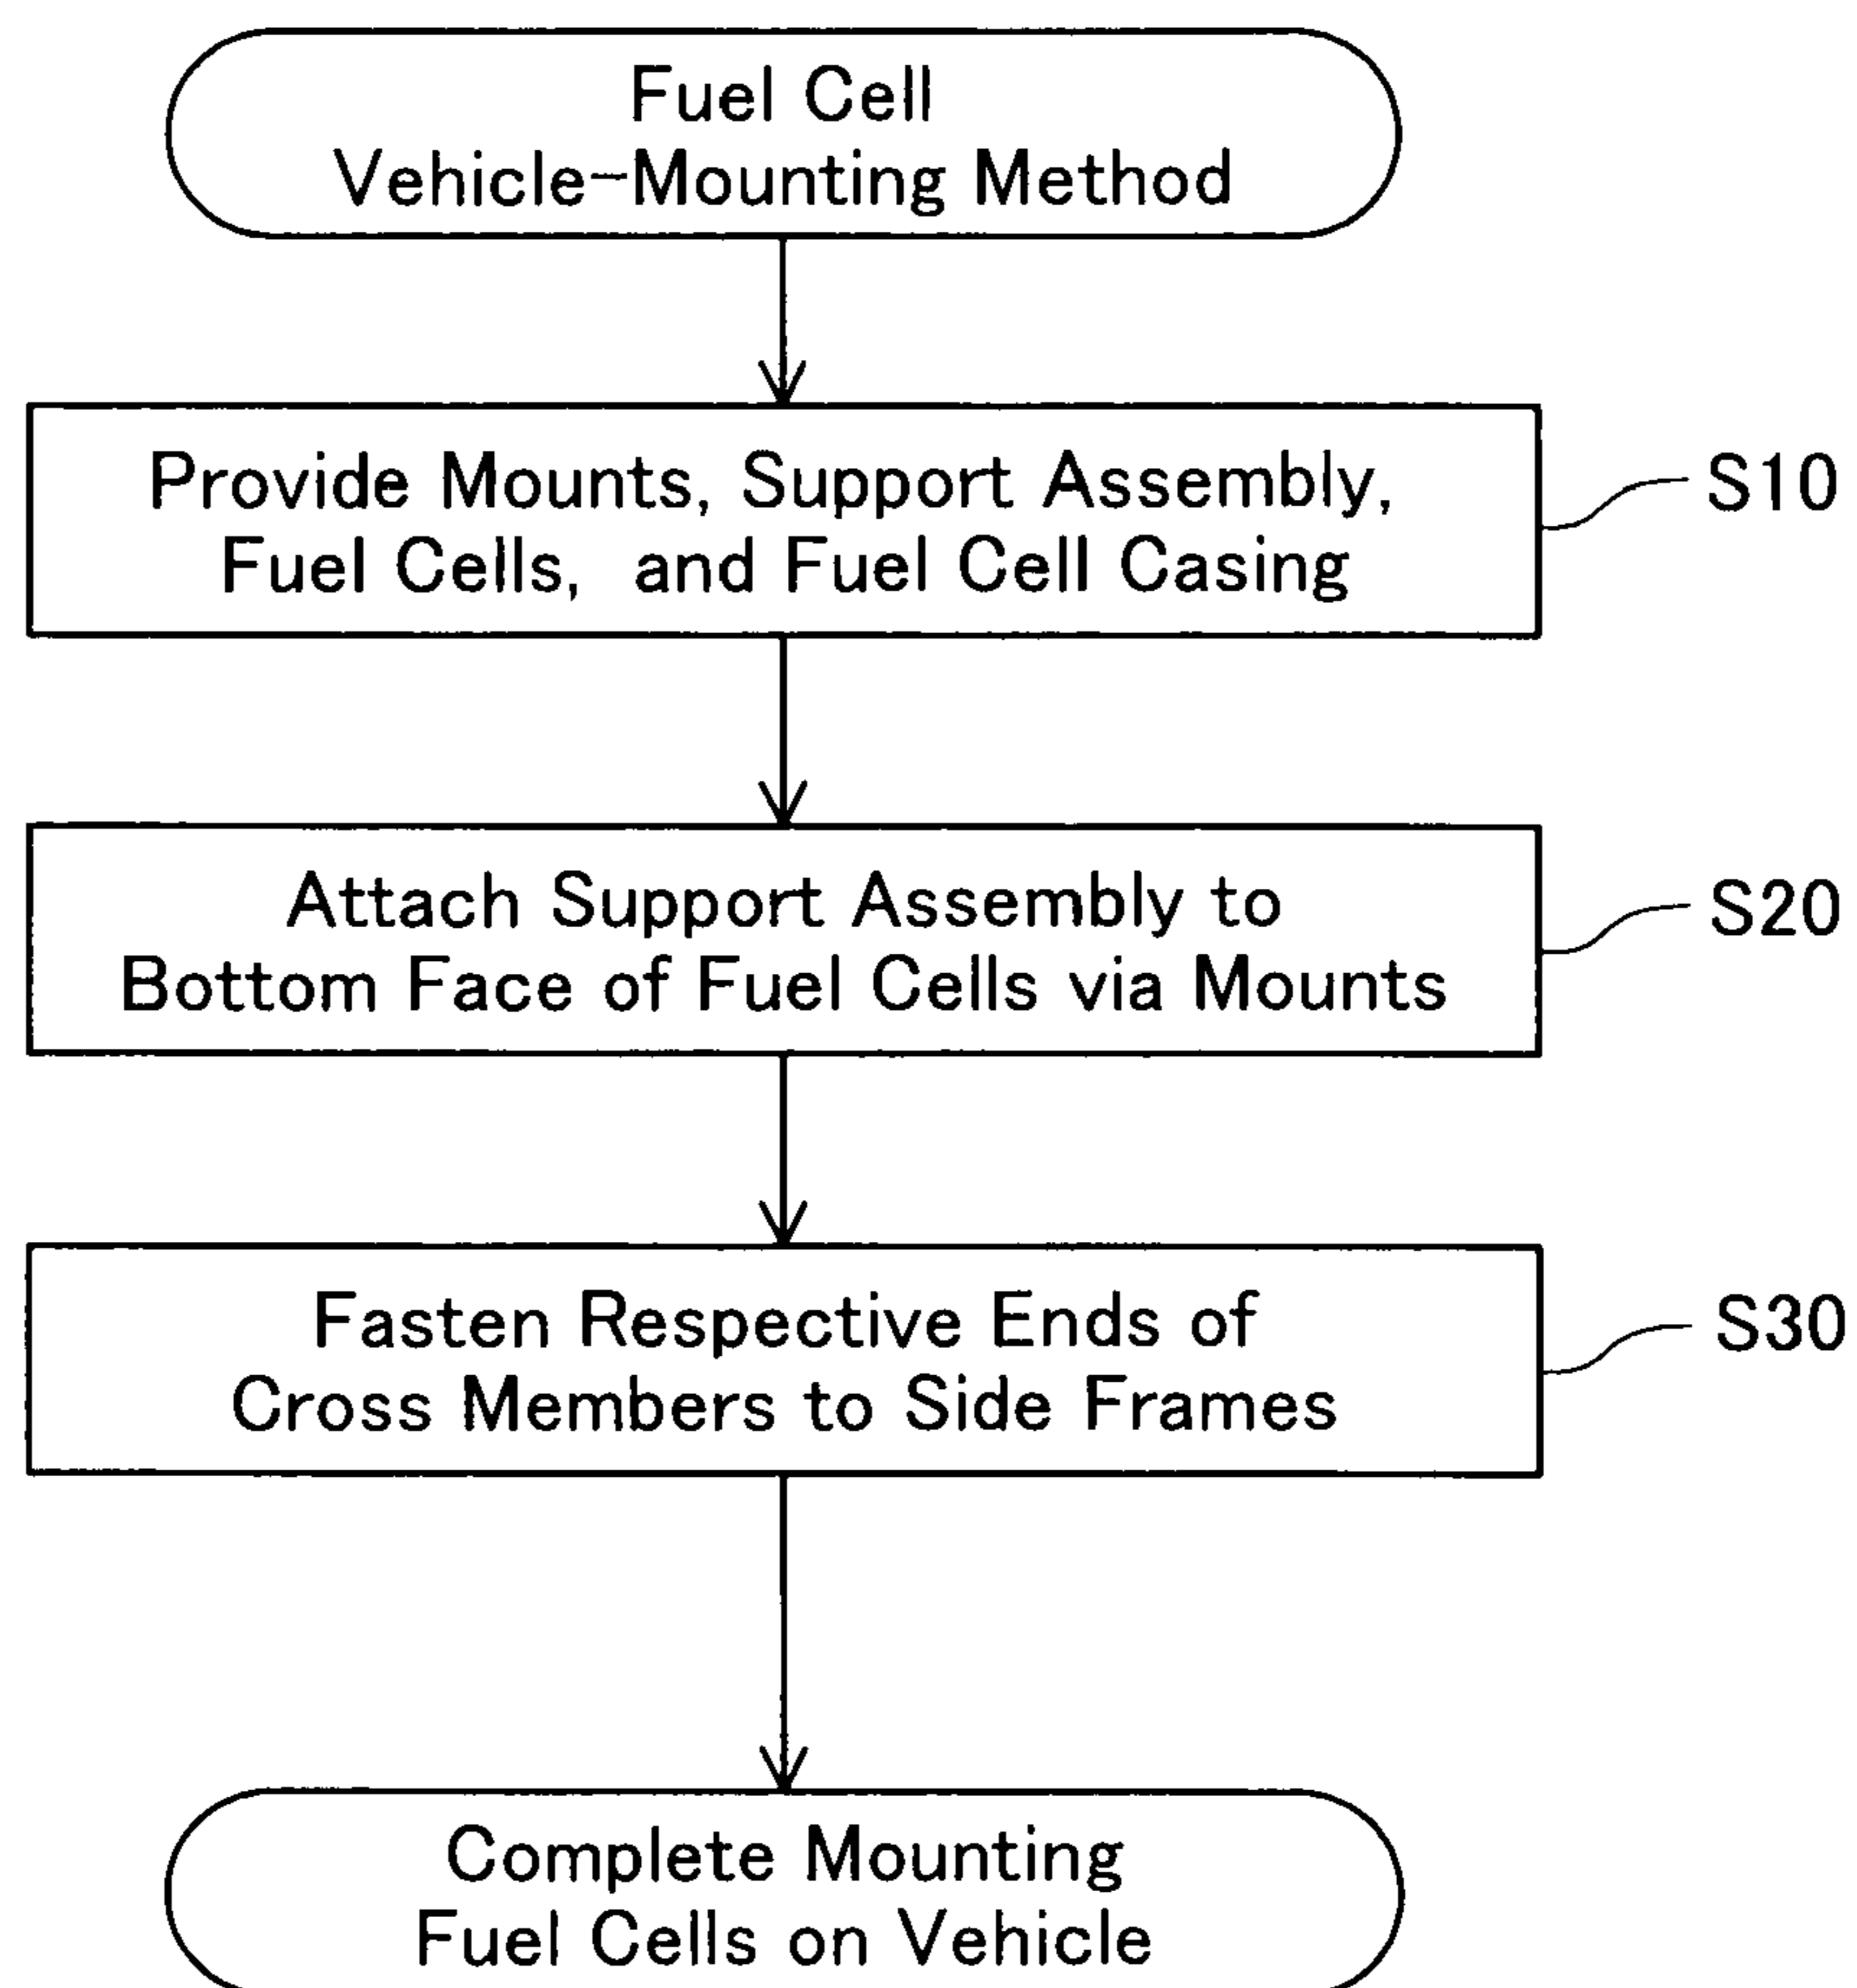 Fuel Cell
Vehicle-Mounting Method
Provide Mounts, Support Assembly,
Fuel Cells, and Fuel Cell Casing
S10
Attach Support Assembly to
Bottom Face of Fuel Cells via Mounts
S20
Fasten Respective Ends of
Cross Members to Side Frames
S30
Complete Mounting
Fuel Cells on Vehicle